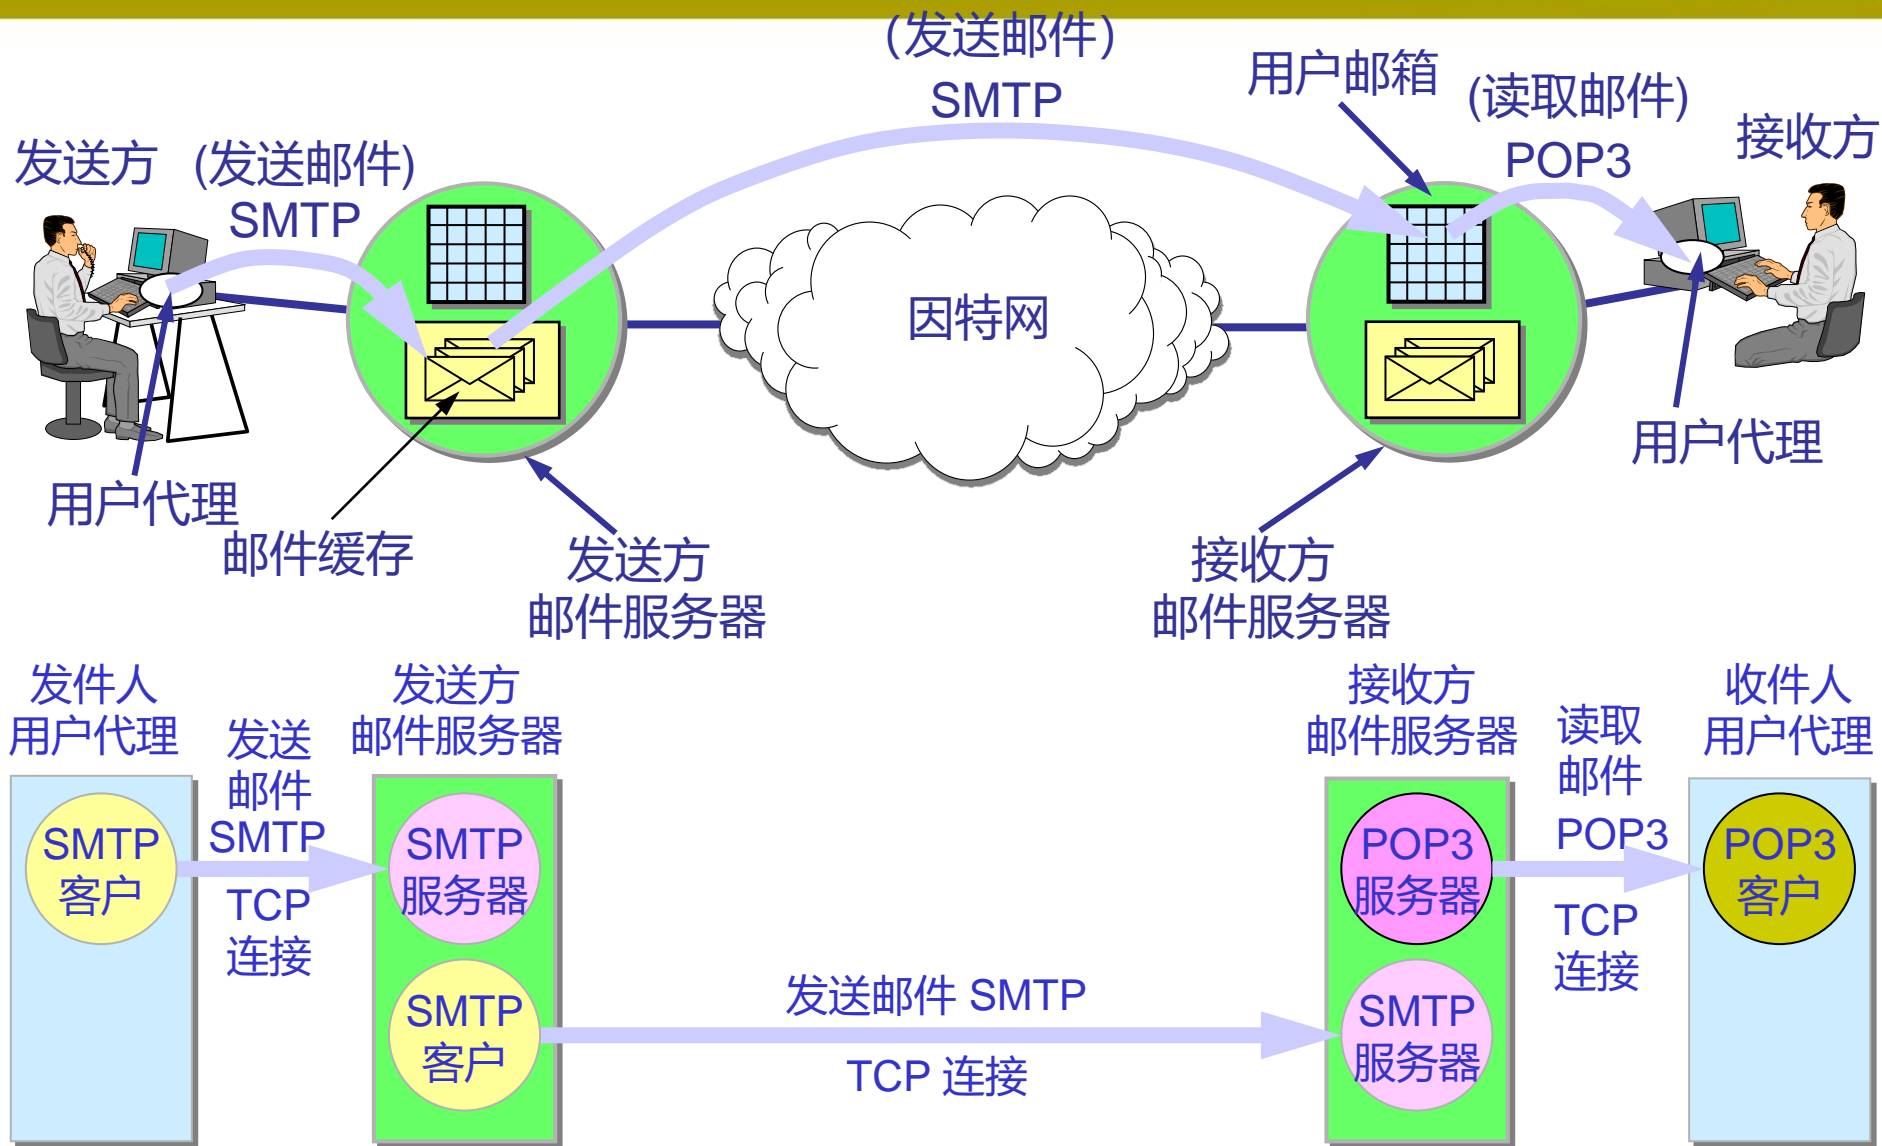 (发送邮件)
SMTP
用户邮箱
(读取邮件)
POP3
接收方
发送方
(发送邮件)
SMTP
因特网
用户代理
邮件缓存
发送方
邮件服务器
接收方
邮件服务器
用户代理
发件人
用户代理
发送
邮件
SMTP
TCP
连接
发送方
邮件服务器
接收方
邮件服务器
读取
邮件
POP3
TCP
连接
收件人
用户代理
SMTP
客户
SMTP
服务器
SMTP
客户
发送邮件 SMTP
TCP 连接
POP3
服务器
SMTP
服务器
POP3
客户